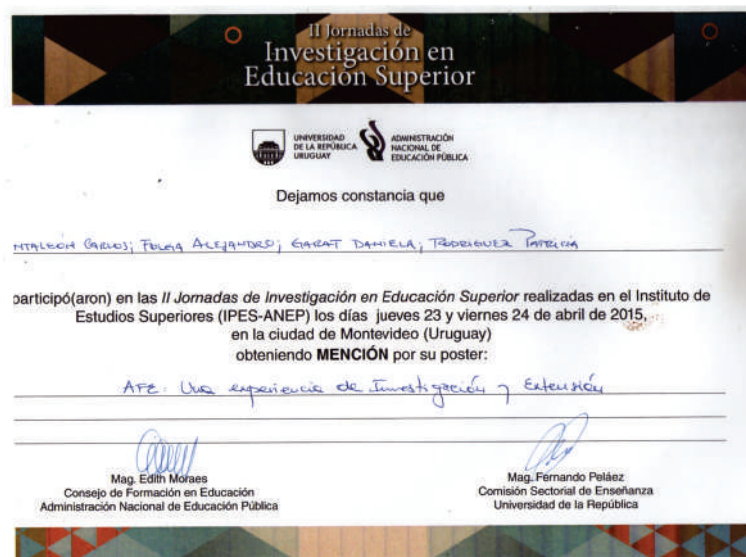 II Jornadas de
Investigación en
Educación Superior
UNIVERSIDAD
DE LA REPÚBLICA
URUGUAY
ADMINISTRACIÓN
NACIONAL DE
EDUCACIÓN PÚBLICA
Dejamos constancia que
NTALEÓN CARLOS; FOLGA ALEJANDRO; GARAT DANIELA; RODRIGUEZ PATRICIA
participó(aron) en las II Jornadas de Investigación en Educación Superior realizadas en el Instituto de
Estudios Superiores (IPES-ANEP) los días jueves 23 y viernes 24 de abril de 2015,
en la ciudad de Montevideo (Uruguay)
obteniendo MENCIÓN por su poster:
AFE: Una experiencia de Investigación y Extensión
Mag. Edith Moraes
Consejo de Formación en Educación
Administración Nacional de Educación Pública
Mag. Fernando Peláez
Comisión Sectorial de Enseñanza
Universidad de la República